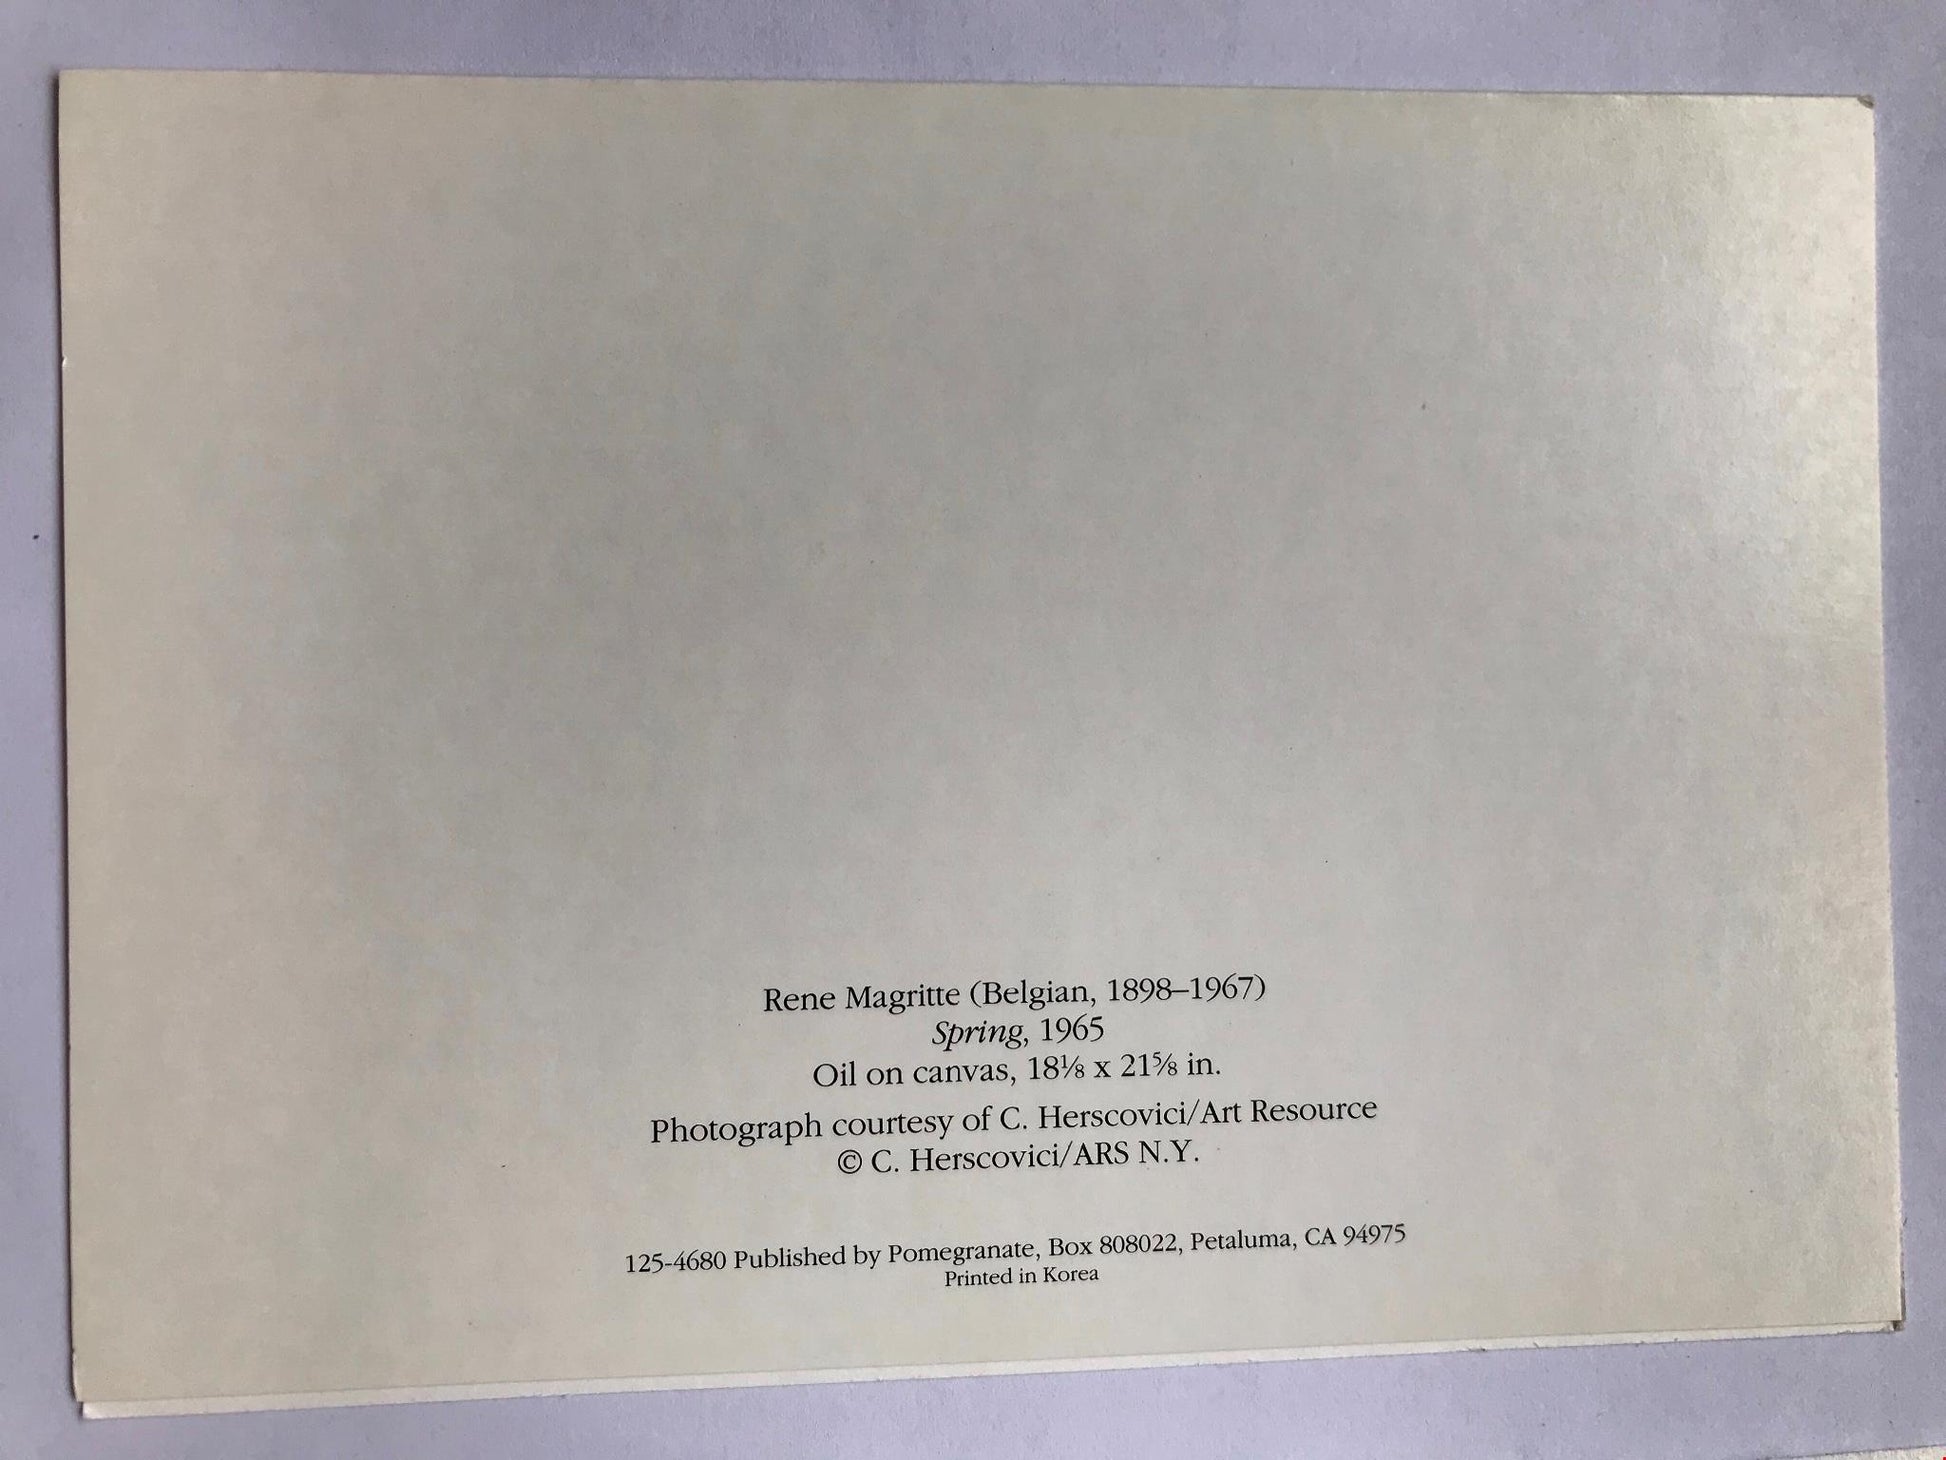 Rene Magritte (Belgian, 1898–1967)
Spring, 1965
Oil on canvas, 18⅛ x 21⅝ in.
Photograph courtesy of C. Herscovici/Art Resource
© C. Herscovici/ARS N.Y.
125-4680 Published by Pomegranate, Box 808022, Petaluma, CA 94975
Printed in Korea